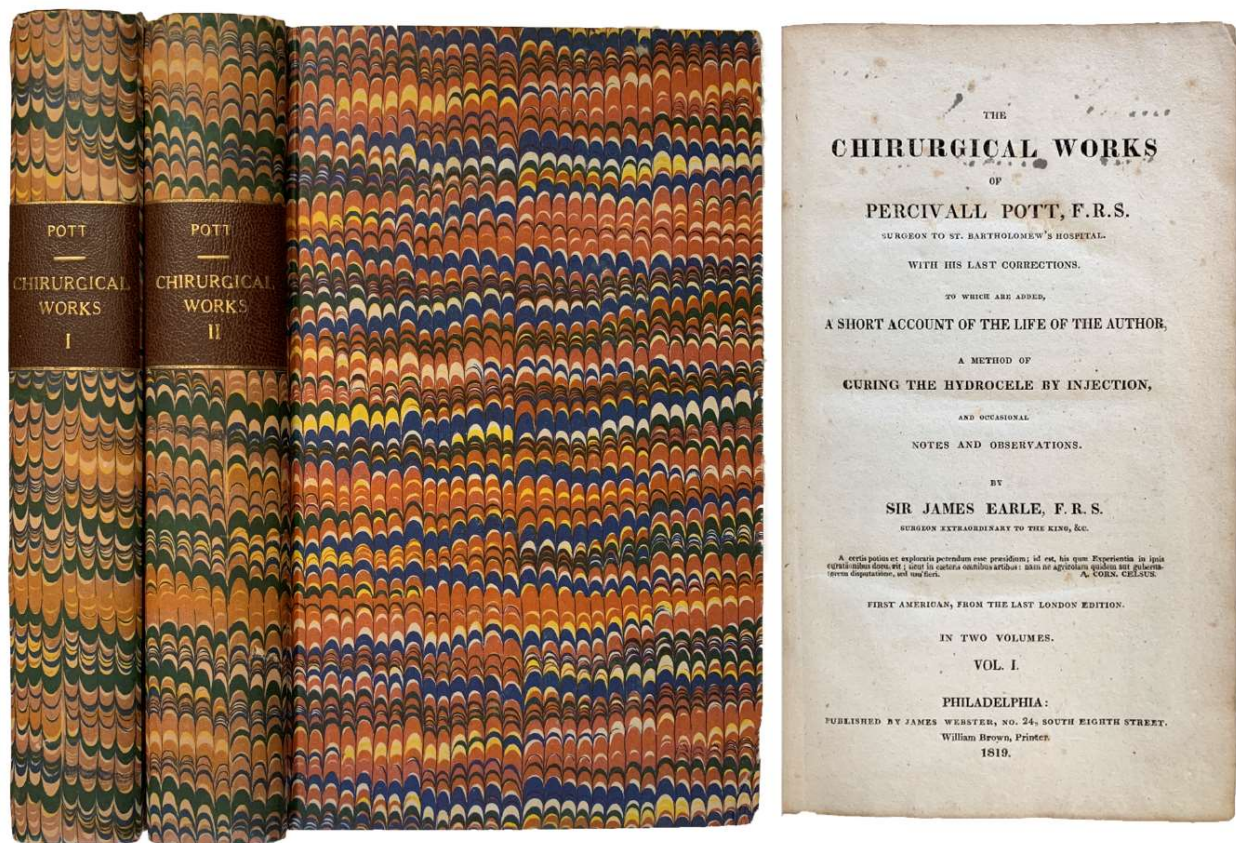 POTT
CHIRURGICAL
WORKS
I
POTT
CHIRURGICAL
WORKS
II
THE
CHIRURGICAL WORKS
OF
PERCIVALL POTT, F.R.S.
SURGEON TO ST. BARTHOLOMEW'S HOSPITAL.
WITH HIS LAST CORRECTIONS.
TO WHICH ARE ADDED,
A SHORT ACCOUNT OF THE LIFE OF THE AUTHOR,
A METHOD OF
CURING THE HYDROCELE BY INJECTION,
AND OCCASIONAL
NOTES AND OBSERVATIONS.
BY
SIR JAMES EARLE, F. R. S.
SURGEON EXTRAORDINARY TO THE KING, &c.
A certis potius et exploratis petendum esse præsidium; id est, his quæ Experientia in ipsis
curationibus docuerit; sicut in cæteris omnibus artibus: nam ne agricolam quidem aut guberna-
torem disputatione, sed usu fieri. A. CORN. CELSUS.
FIRST AMERICAN, FROM THE LAST LONDON EDITION.
IN TWO VOLUMES.
VOL. I.
PHILADELPHIA:
PUBLISHED BY JAMES WEBSTER, NO. 24, SOUTH EIGHTH STREET.
William Brown, Printer.
1819.